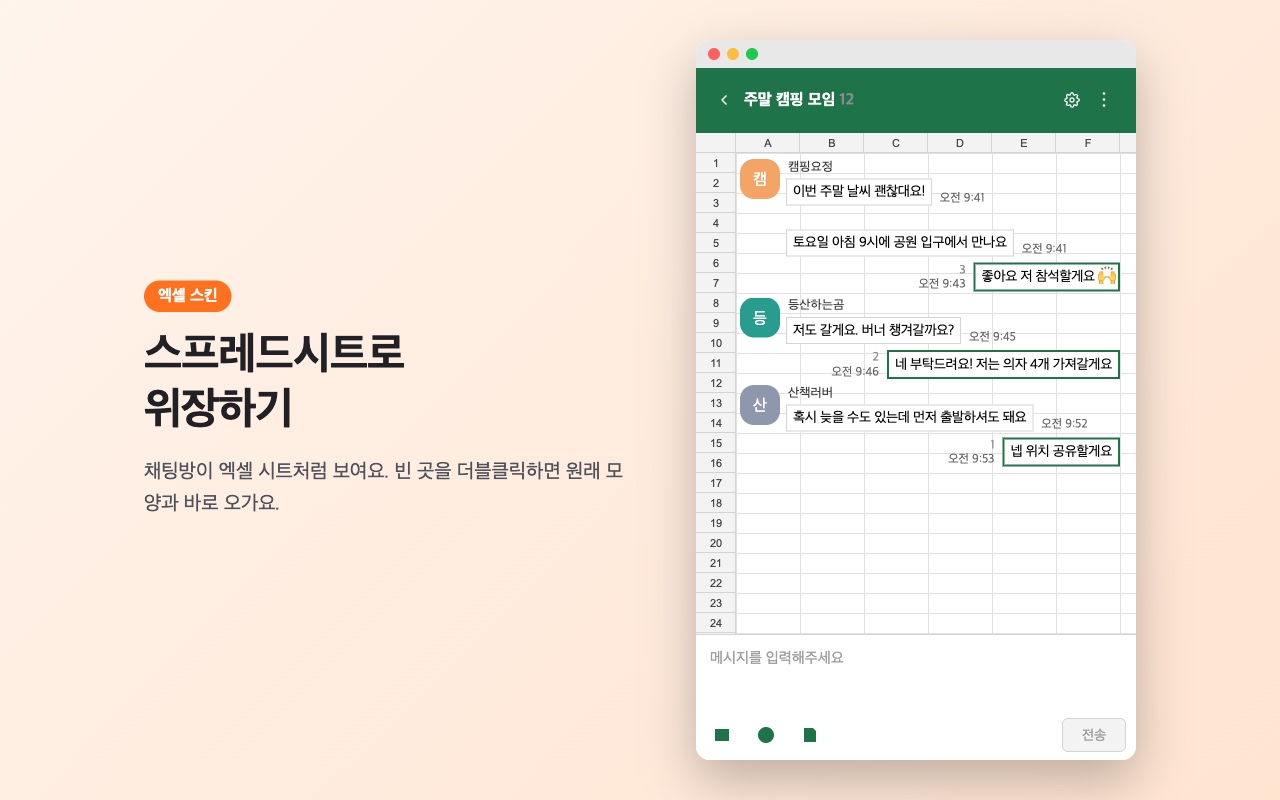 엑셀 스킨
스프레드시트로
위장하기
채팅방이 엑셀 시트처럼 보여요. 빈 곳을 더블클릭하면 원래 모
양과 바로 오가요.
주말 캠핑 모임 12
A B C D E F
1
2
3
4
5
6
7
8
9
10
11
12
13
14
15
16
17
18
19
20
21
22
23
24
캠
캠핑요정
이번 주말 날씨 괜찮대요!
오전 9:41
토요일 아침 9시에 공원 입구에서 만나요
오전 9:41
3
오전 9:43
좋아요 저 참석할게요 🙌
등
등산하는곰
저도 갈게요. 버너 챙겨갈까요?
오전 9:45
2
오전 9:46
네 부탁드려요! 저는 의자 4개 가져갈게요
산
산책러버
혹시 늦을 수도 있는데 먼저 출발하셔도 돼요
오전 9:52
1
오전 9:53
넵 위치 공유할게요
메시지를 입력해주세요
전송